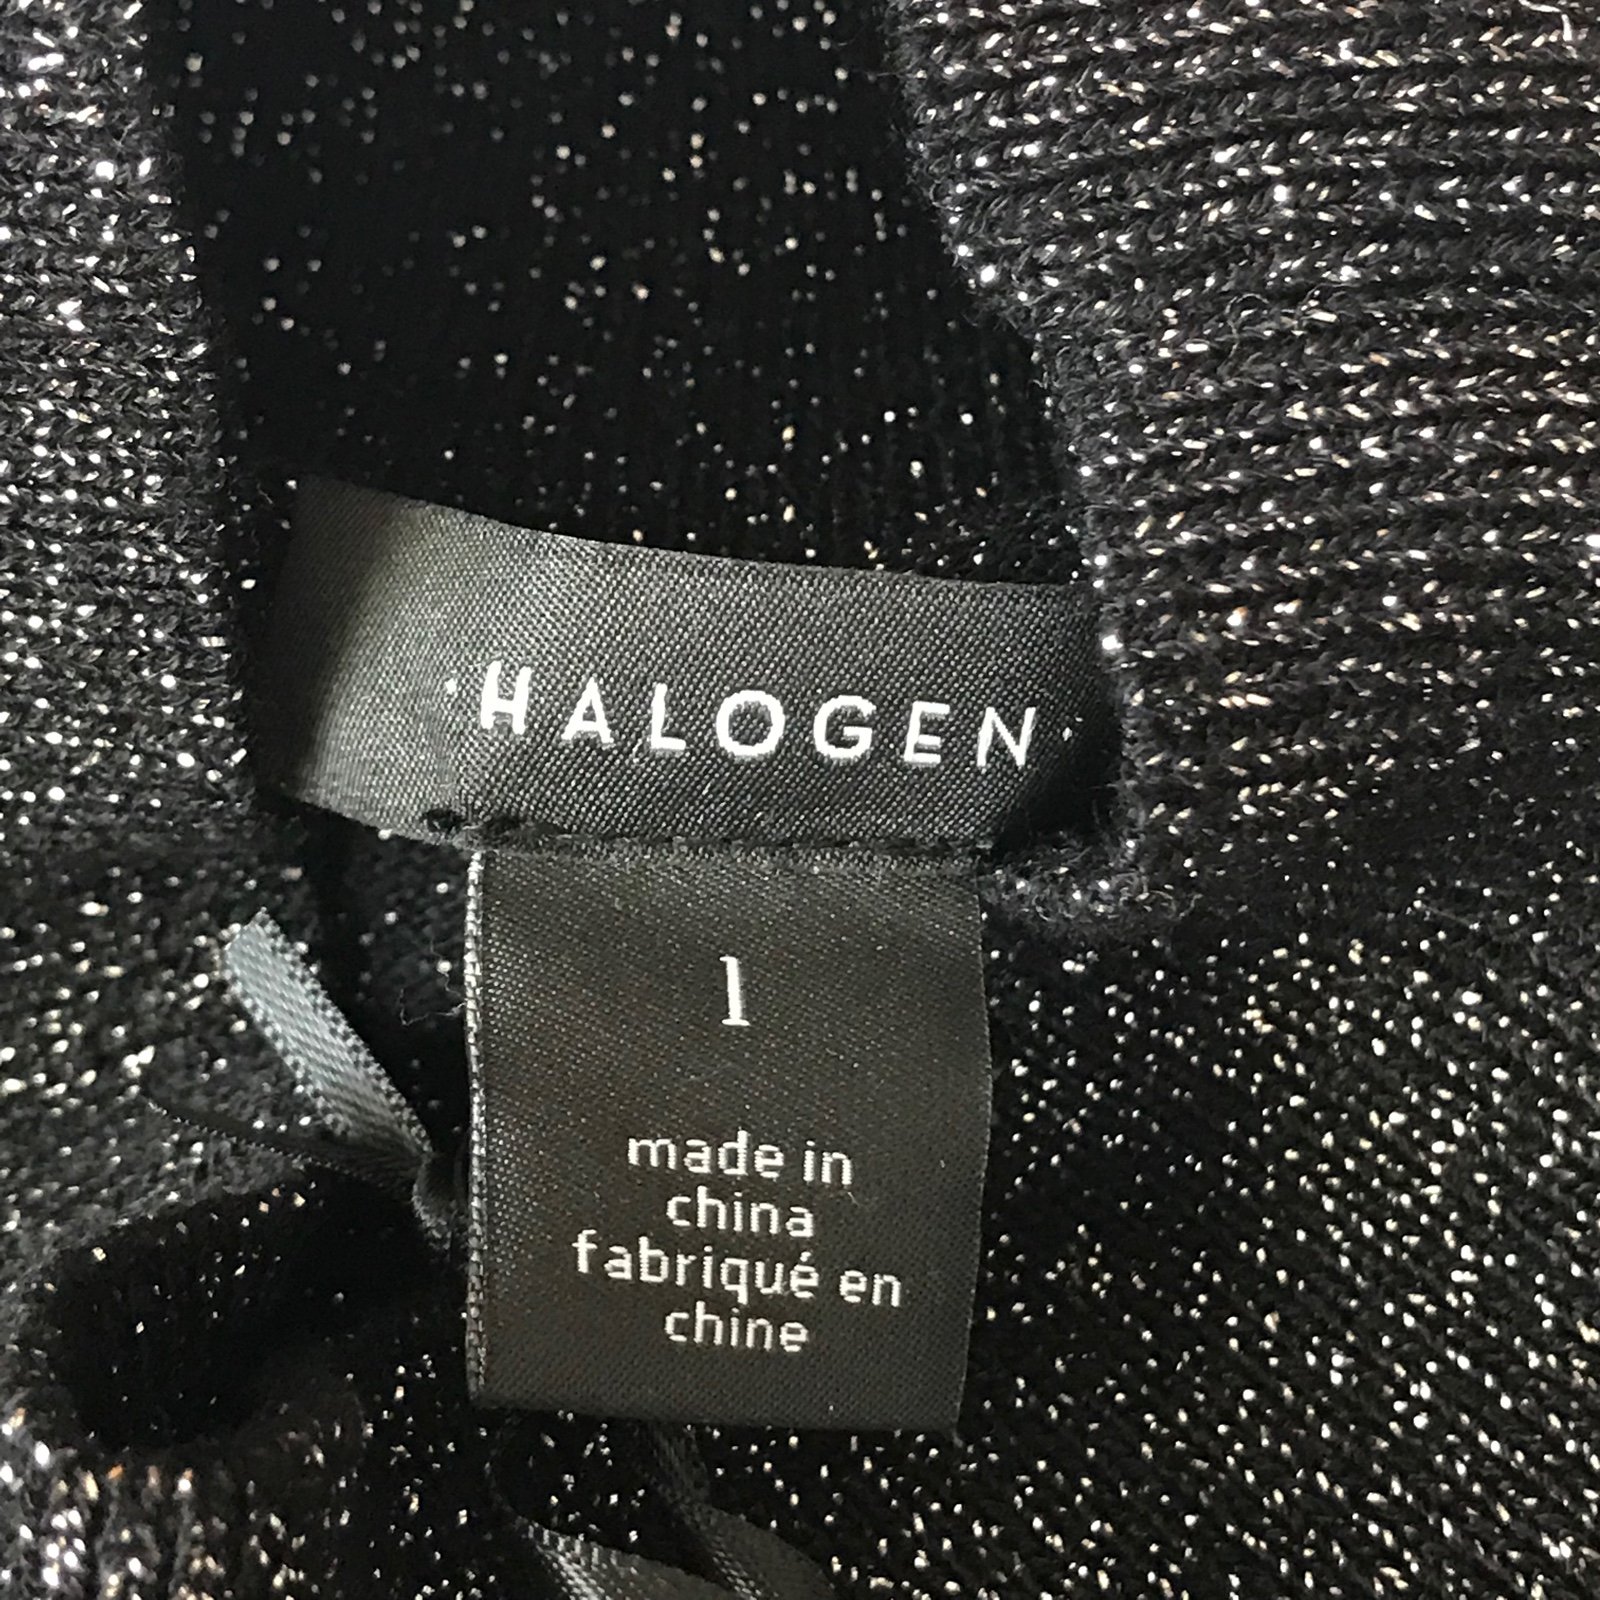 ·HALOGEN·
1
made in
china
fabriqué en
chine